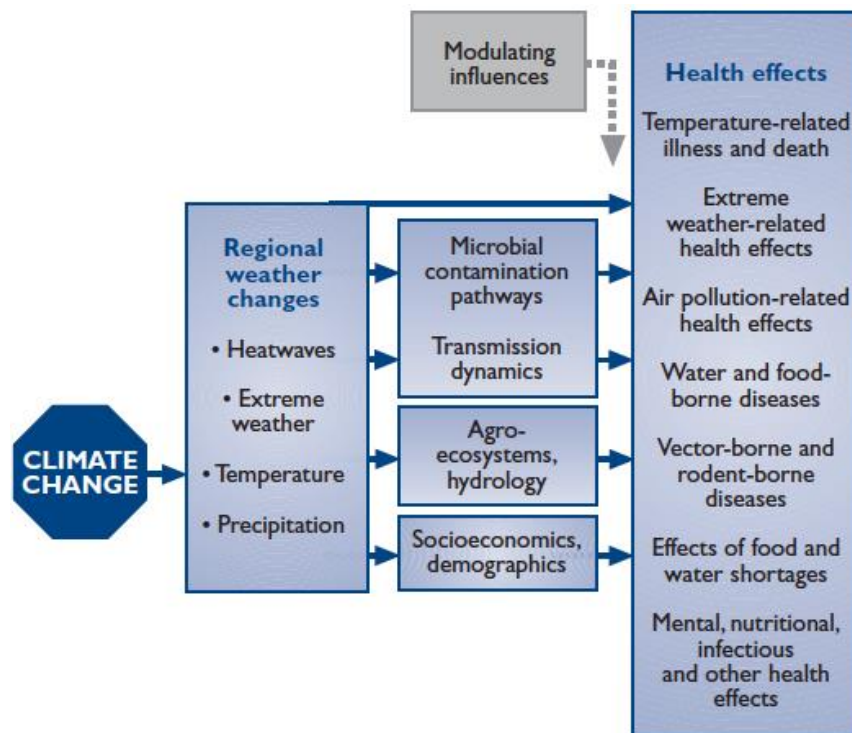 Modulating
influences
Health effects
Temperature-related
illness and death
Extreme
weather-related
health effects
Air pollution-related
health effects
Water and food-
borne diseases
Vector-borne and
rodent-borne
diseases
Effects of food and
water shortages
Mental, nutritional,
infectious
and other health
effects
CLIMATE
CHANGE
Regional
weather
changes
• Heatwaves
• Extreme
weather
• Temperature
• Precipitation
Microbial
contamination
pathways
Transmission
dynamics
Agro-
ecosystems,
hydrology
Socioeconomics,
demographics